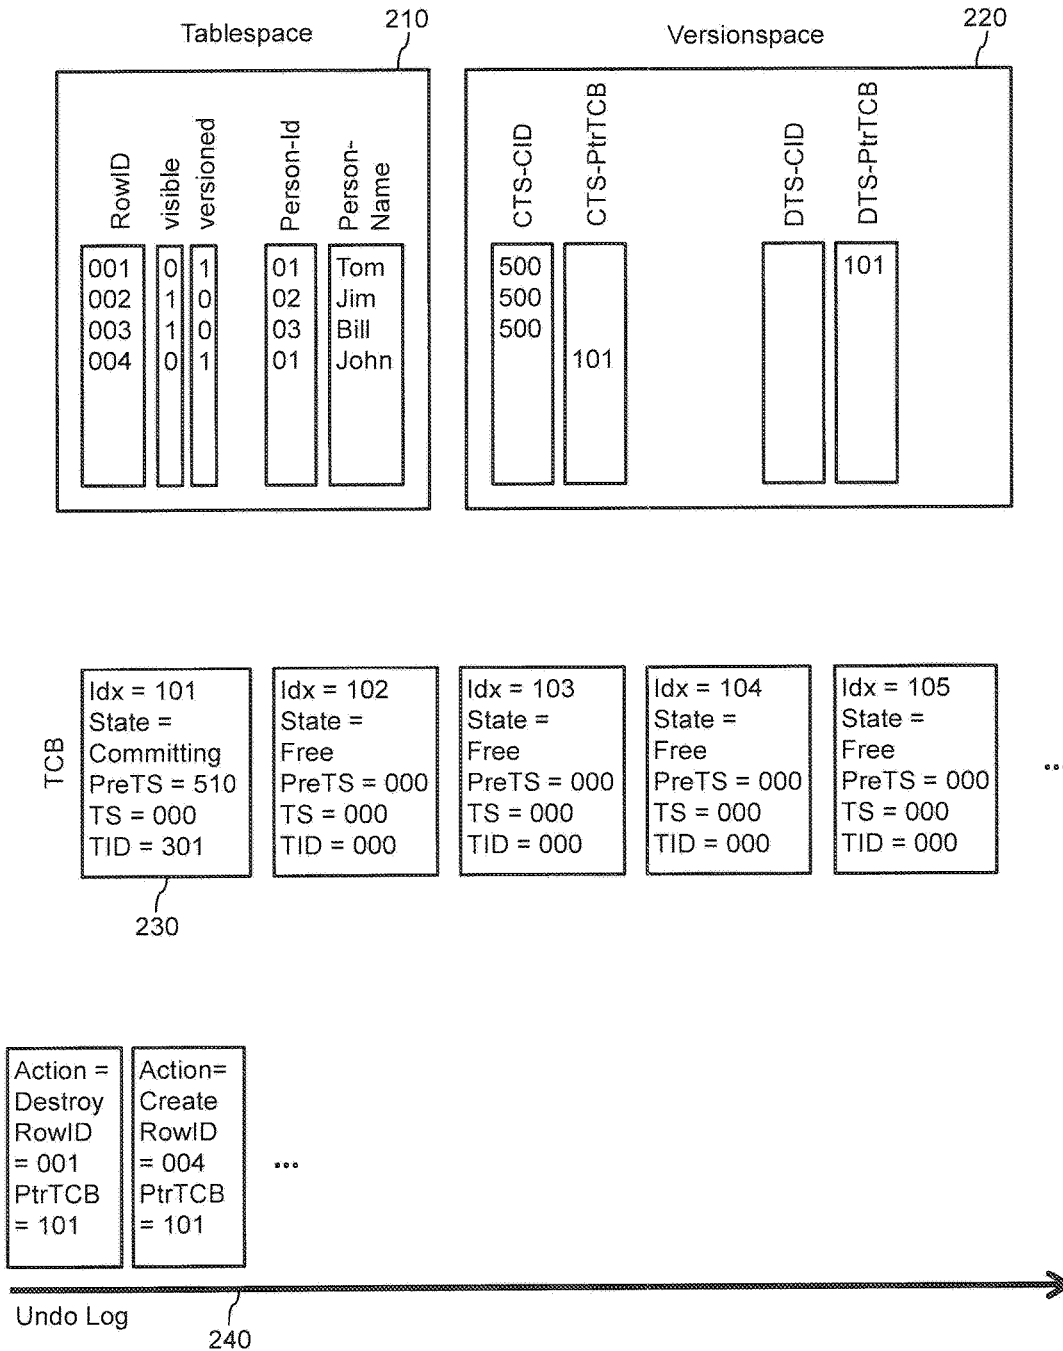 Tablespace 210
Versionspace 220
RowID visible versioned Person-Id Person-Name
CTS-CID CTS-PtrTCB DTS-CID DTS-PtrTCB
001 0 1 01 Tom 500 101
002 1 0 02 Jim 500
003 1 0 03 Bill 500
004 0 1 01 John 101
TCB
Idx = 101
State =
Committing
PreTS = 510
TS = 000
TID = 301
230
Idx = 102
State =
Free
PreTS = 000
TS = 000
TID = 000
Idx = 103
State =
Free
PreTS = 000
TS = 000
TID = 000
Idx = 104
State =
Free
PreTS = 000
TS = 000
TID = 000
Idx = 105
State =
Free
PreTS = 000
TS = 000
TID = 000
...
Action =
Destroy
RowID
= 001
PtrTCB
= 101
Action=
Create
RowID
= 004
PtrTCB
= 101
...
Undo Log
240